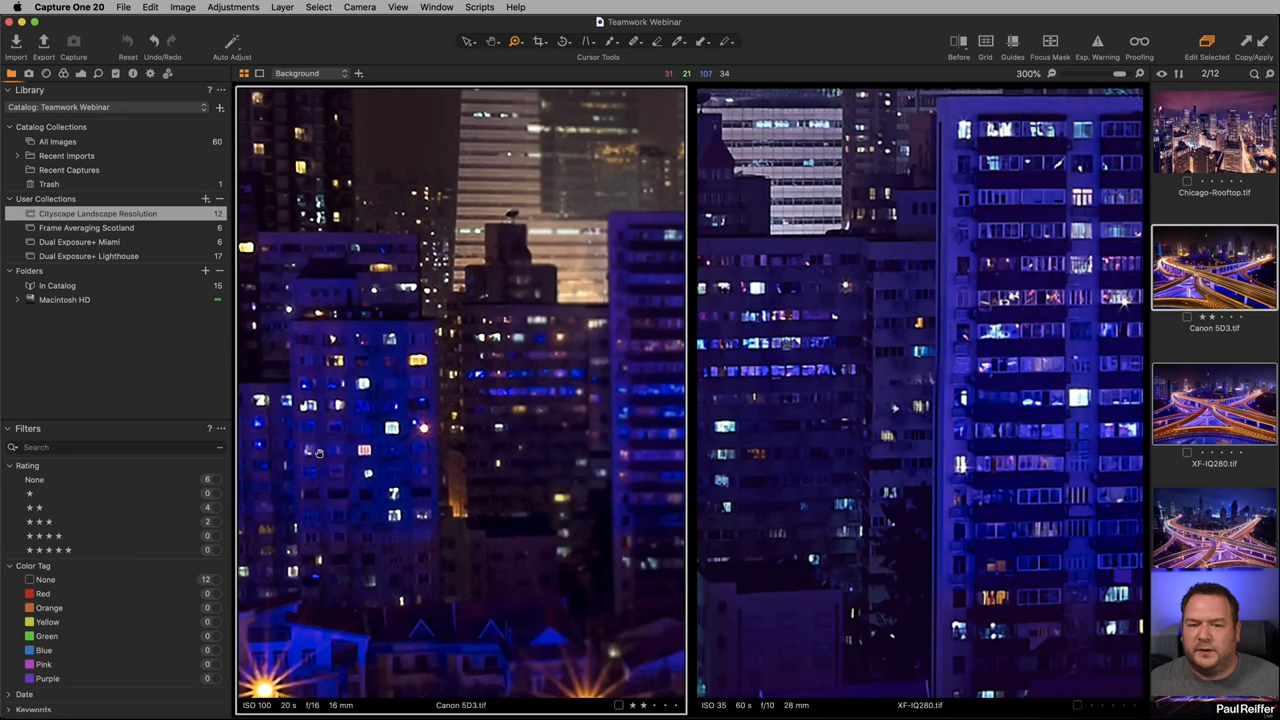 Capture One 20 File Edit Image Adjustments Layer Select Camera View Window Scripts Help
Teamwork Webinar
Import Export Capture Reset Undo/Redo Auto Adjust Cursor Tools Before Grid Guides Focus Mask Exp. Warning Proofing Edit Selected Copy/Apply
Background 31 21 107 34 300% 2/12
Library ? ...
Catalog: Teamwork Webinar
Catalog Collections
All Images 60
Recent Imports
Recent Captures
Trash 1
User Collections
Cityscape Landscape Resolution 12
Frame Averaging Scotland 6
Dual Exposure+ Miami 6
Dual Exposure+ Lighthouse 17
Folders
In Catalog 15
Macintosh HD
Filters ? ...
Search
Rating
None 6
0
4
2
0
0
Color Tag
None 12
Red 0
Orange 0
Yellow 0
Green 0
Blue 0
Pink 0
Purple 0
Date
Keywords
ISO 100 20 s f/16 16 mm Canon 5D3.tif
ISO 35 60 s f/10 28 mm XF-IQ280.tif
Chicago-Rooftop.tif
Canon 5D3.tif
XF-IQ280.tif
Paul Reiffer